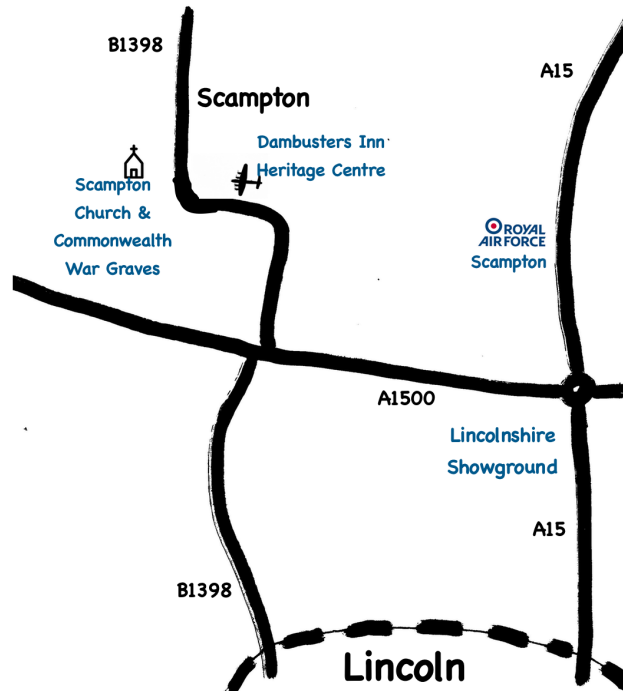 B1398
A15
Scampton
Dambusters Inn
Heritage Centre
Scampton
Church &
Commonwealth
War Graves
ROYAL
AIR FORCE
Scampton
A1500
Lincolnshire
Showground
A15
B1398
Lincoln